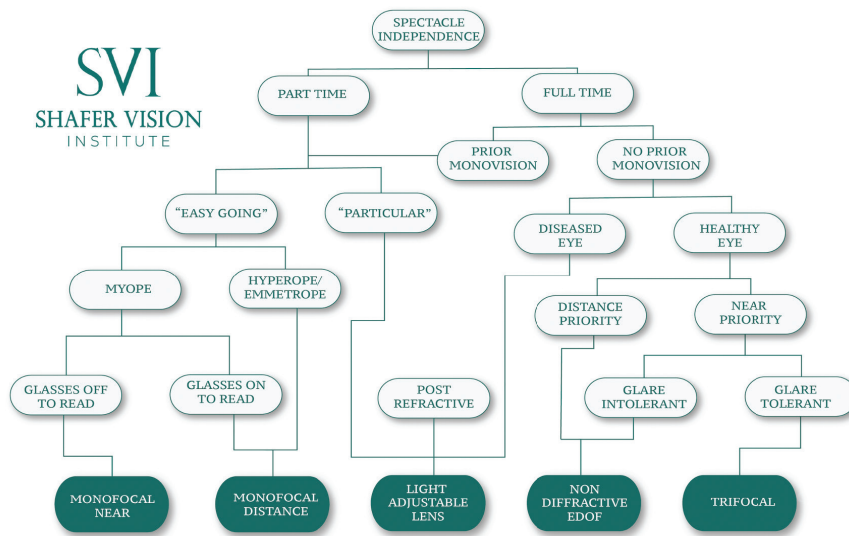 SPECTACLE
INDEPENDENCE
SVI
SHAFER VISION
INSTITUTE
PART TIME
FULL TIME
PRIOR
MONOVISION
NO PRIOR
MONOVISION
“EASY GOING”
“PARTICULAR”
DISEASED
EYE
HEALTHY
EYE
MYOPE
HYPEROPE/
EMMETROPE
DISTANCE
PRIORITY
NEAR
PRIORITY
GLASSES OFF
TO READ
GLASSES ON
TO READ
POST
REFRACTIVE
GLARE
INTOLERANT
GLARE
TOLERANT
MONOFOCAL
NEAR
MONOFOCAL
DISTANCE
LIGHT
ADJUSTABLE
LENS
NON
DIFFRACTIVE
EDOF
TRIFOCAL